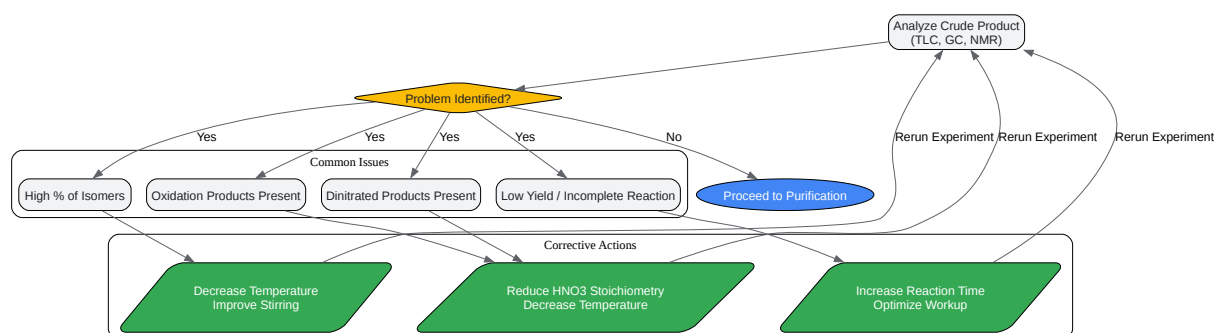 Analyze Crude Product
(TLC, GC, NMR)
Problem Identified?
Yes
Yes
Yes
Yes
No
Rerun Experiment
Rerun Experiment
Rerun Experiment
Common Issues
High % of Isomers
Oxidation Products Present
Dinitrated Products Present
Low Yield / Incomplete Reaction
Proceed to Purification
Corrective Actions
Decrease Temperature
Improve Stirring
Reduce HNO3 Stoichiometry
Decrease Temperature
Increase Reaction Time
Optimize Workup